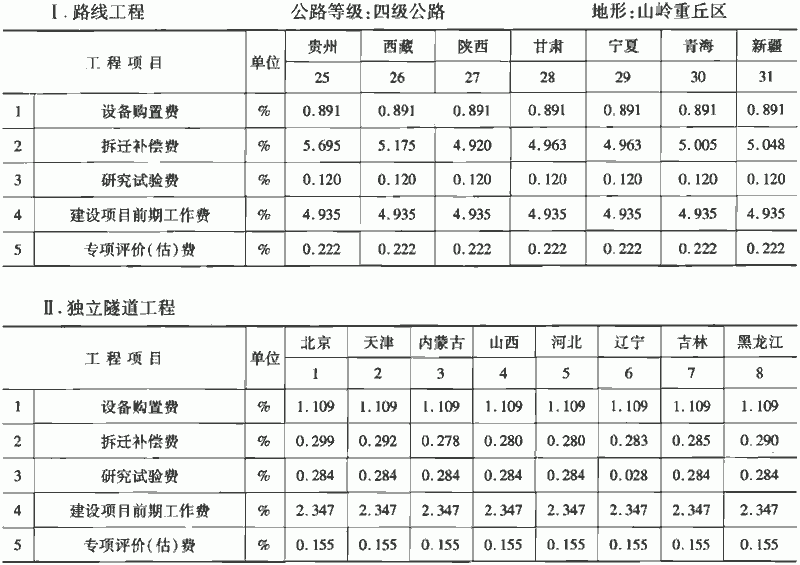 Ⅰ.路线工程 公路等级:四级公路 地形:山岭重丘区
工程项目 单位 贵州 西藏 陕西 甘肃 宁夏 青海 新疆
25 26 27 28 29 30 31
1 设备购置费 % 0.891 0.891 0.891 0.891 0.891 0.891 0.891
2 拆迁补偿费 % 5.695 5.175 4.920 4.963 4.963 5.005 5.048
3 研究试验费 % 0.120 0.120 0.120 0.120 0.120 0.120 0.120
4 建设项目前期工作费 % 4.935 4.935 4.935 4.935 4.935 4.935 4.935
5 专项评价(估)费 % 0.222 0.222 0.222 0.222 0.222 0.222 0.222
Ⅱ.独立隧道工程
工程项目 单位 北京 天津 内蒙古 山西 河北 辽宁 吉林 黑龙江
1 2 3 4 5 6 7 8
1 设备购置费 % 1.109 1.109 1.109 1.109 1.109 1.109 1.109 1.109
2 拆迁补偿费 % 0.299 0.292 0.278 0.280 0.280 0.283 0.285 0.290
3 研究试验费 % 0.284 0.284 0.284 0.284 0.284 0.028 0.284 0.284
4 建设项目前期工作费 % 2.347 2.347 2.347 2.347 2.347 2.347 2.347 2.347
5 专项评价(估)费 % 0.155 0.155 0.155 0.155 0.155 0.155 0.155 0.155